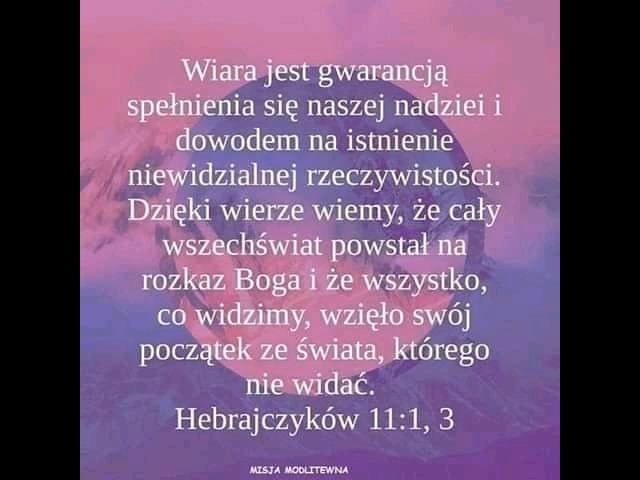 Wiara jest gwarancją
spełnienia się naszej nadziei i
dowodem na istnienie
niewidzialnej rzeczywistości.
Dzięki wierze wiemy, że cały
wszechświat powstał na
rozkaz Boga i że wszystko,
co widzimy, wzięło swój
początek ze świata, którego
nie widać.
Hebrajczyków 11:1, 3
MISJA MODLITEWNA